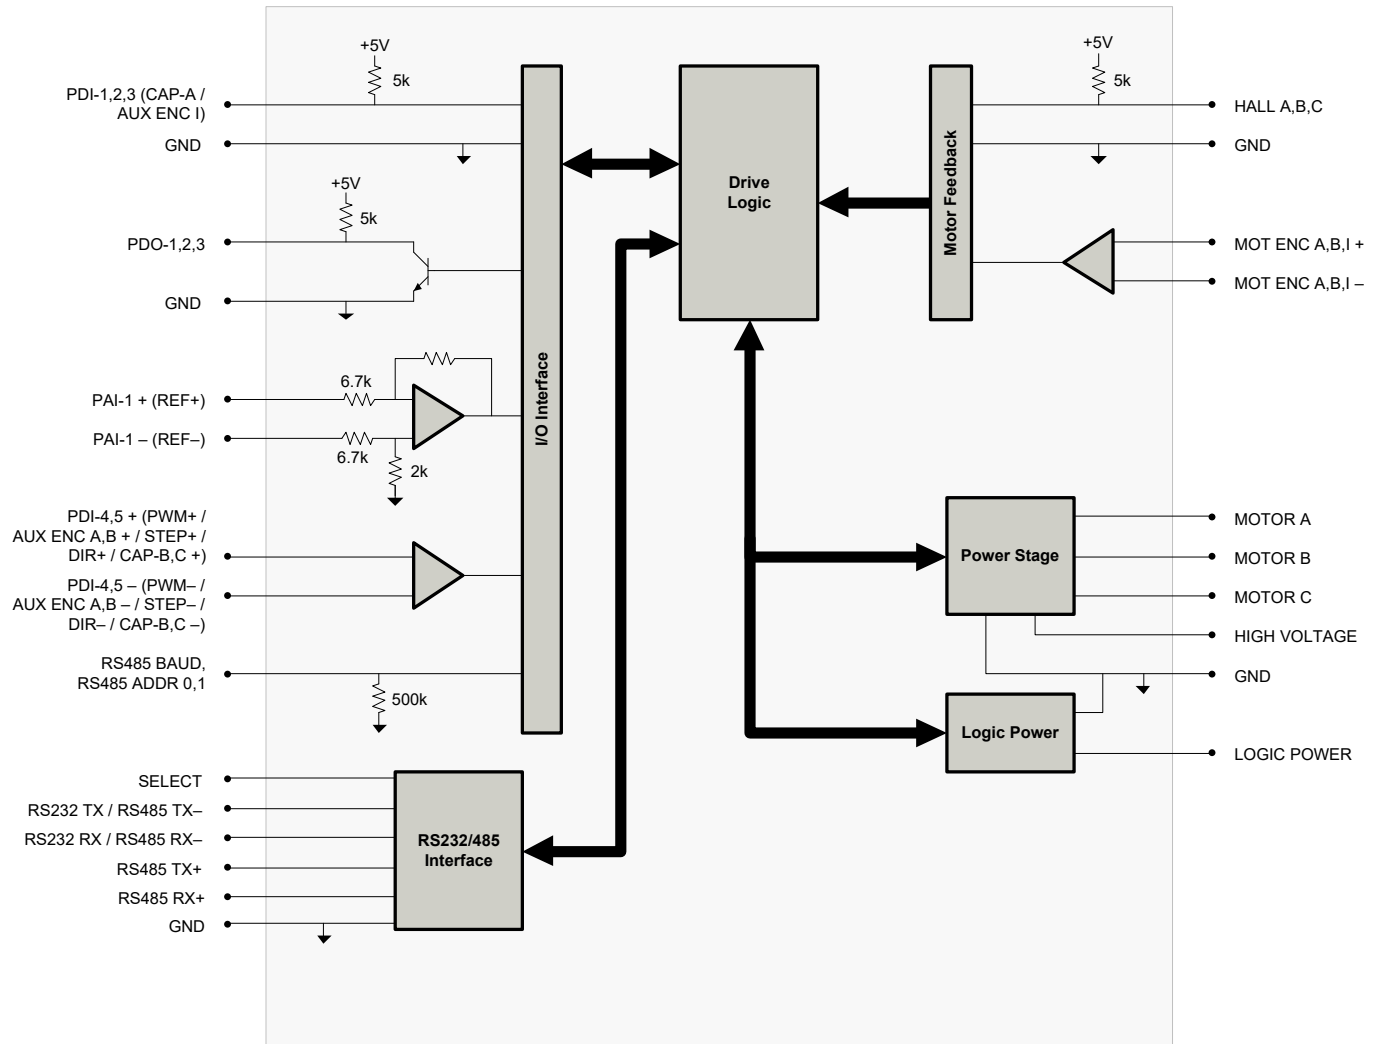 +5V
5k
PDI-1,2,3 (CAP-A /
AUX ENC I)
GND
+5V
5k
PDO-1,2,3
GND
6.7k
PAI-1 + (REF+)
PAI-1 – (REF–)
6.7k
2k
PDI-4,5 + (PWM+ /
AUX ENC A,B + / STEP+ /
DIR+ / CAP-B,C +)
PDI-4,5 – (PWM– /
AUX ENC A,B – / STEP– /
DIR– / CAP-B,C –)
RS485 BAUD,
RS485 ADDR 0,1
500k
I/O Interface
SELECT
RS232 TX / RS485 TX–
RS232 RX / RS485 RX–
RS485 TX+
RS485 RX+
GND
RS232/485
Interface
Drive
Logic
Motor Feedback
+5V
5k
HALL A,B,C
GND
MOT ENC A,B,I +
MOT ENC A,B,I –
Power Stage
MOTOR A
MOTOR B
MOTOR C
HIGH VOLTAGE
GND
Logic Power
LOGIC POWER